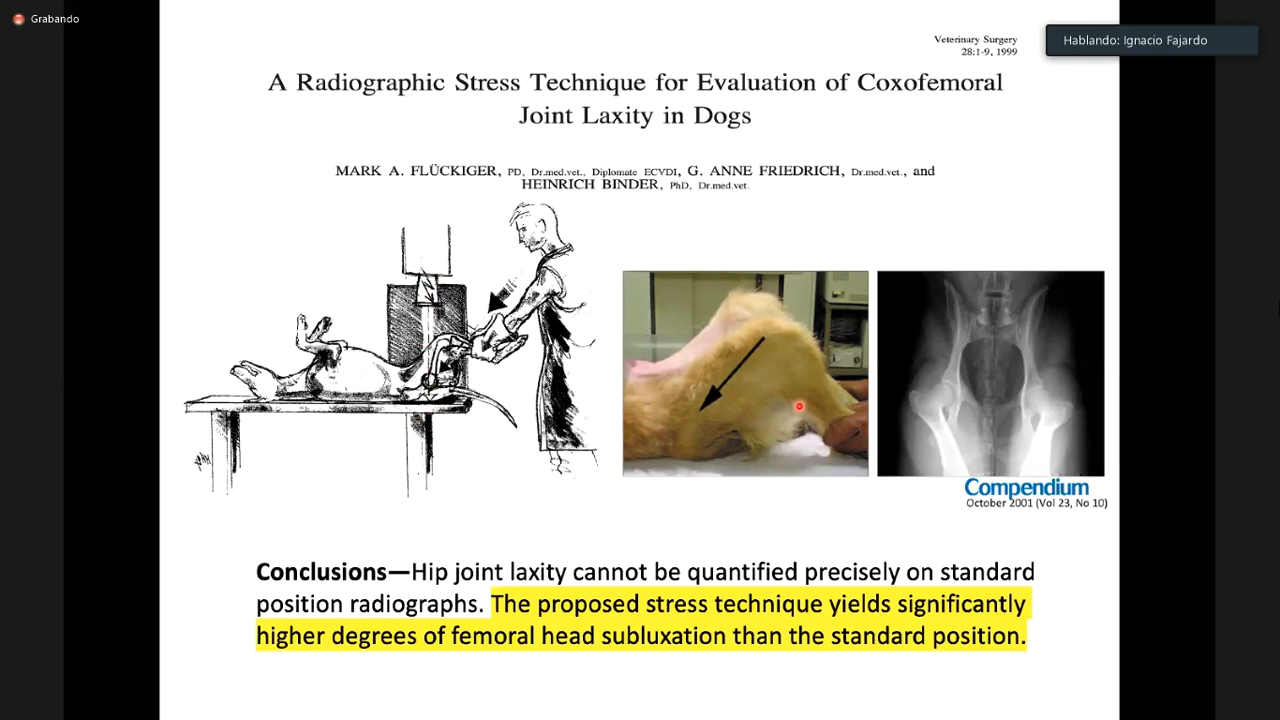 Grabando
Hablando: Ignacio Fajardo
Veterinary Surgery
28:1-9, 1999
A Radiographic Stress Technique for Evaluation of Coxofemoral
Joint Laxity in Dogs
MARK A. FLÜCKIGER, PD, Dr.med.vet., Diplomate ECVDI, G. ANNE FRIEDRICH, Dr.med.vet., and
HEINRICH BINDER, PhD, Dr.med.vet.
Compendium
October 2001 (Vol 23, No 10)
Conclusions—Hip joint laxity cannot be quantified precisely on standard
position radiographs. The proposed stress technique yields significantly
higher degrees of femoral head subluxation than the standard position.